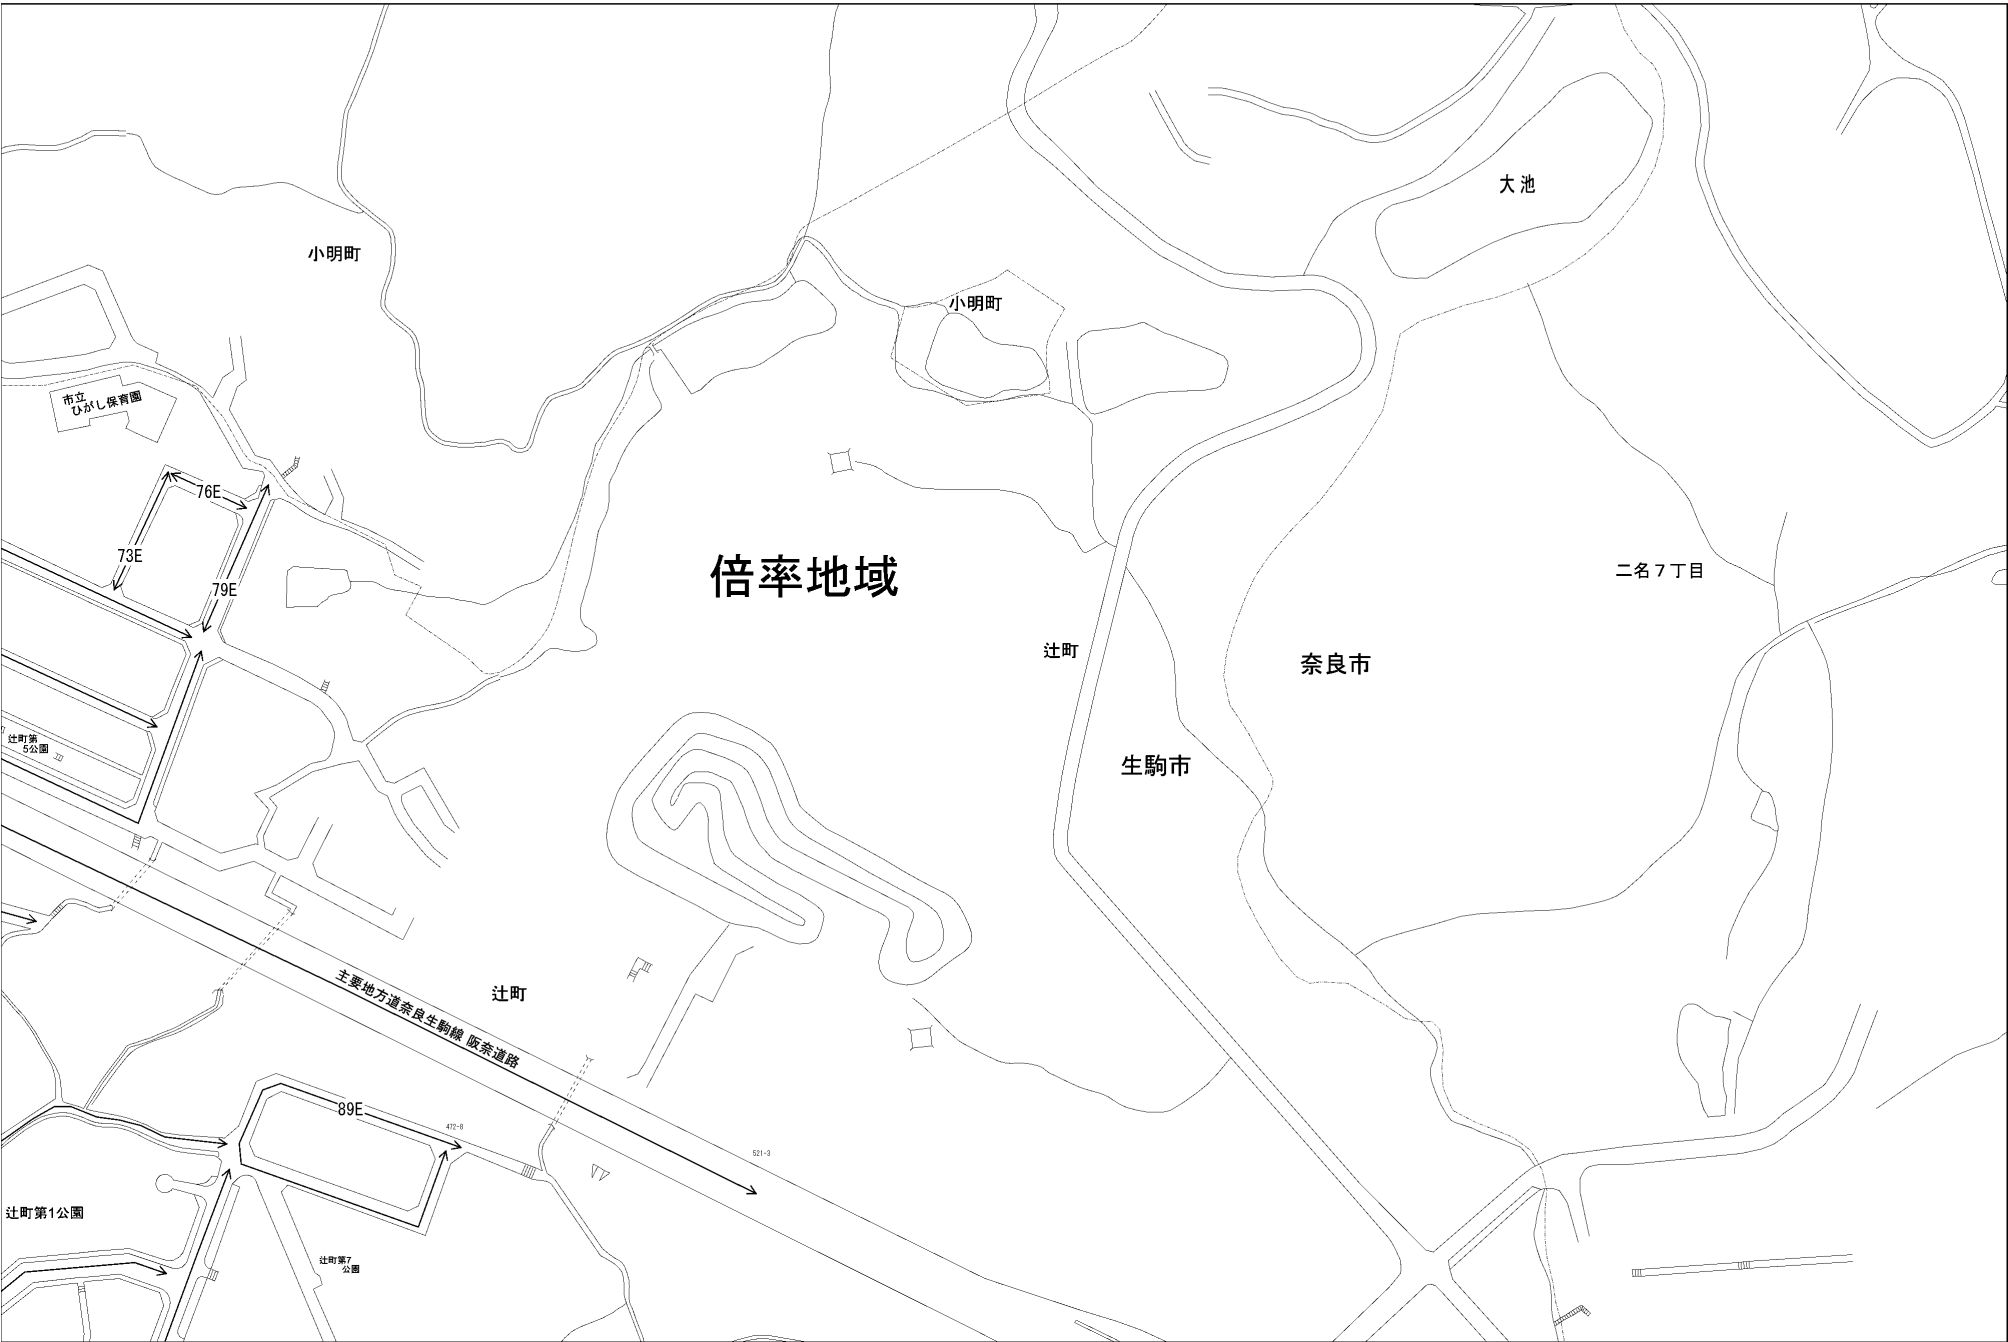 大池
小明町
小明町
市立
ひがし保育園
76E
73E
79E
倍率地域
二名7丁目
辻町
奈良市
辻町第
5公園
生駒市
主要地方道奈良生駒線 阪奈道路
辻町
89E
472-8
521-3
辻町第1公園
辻町第7
公園